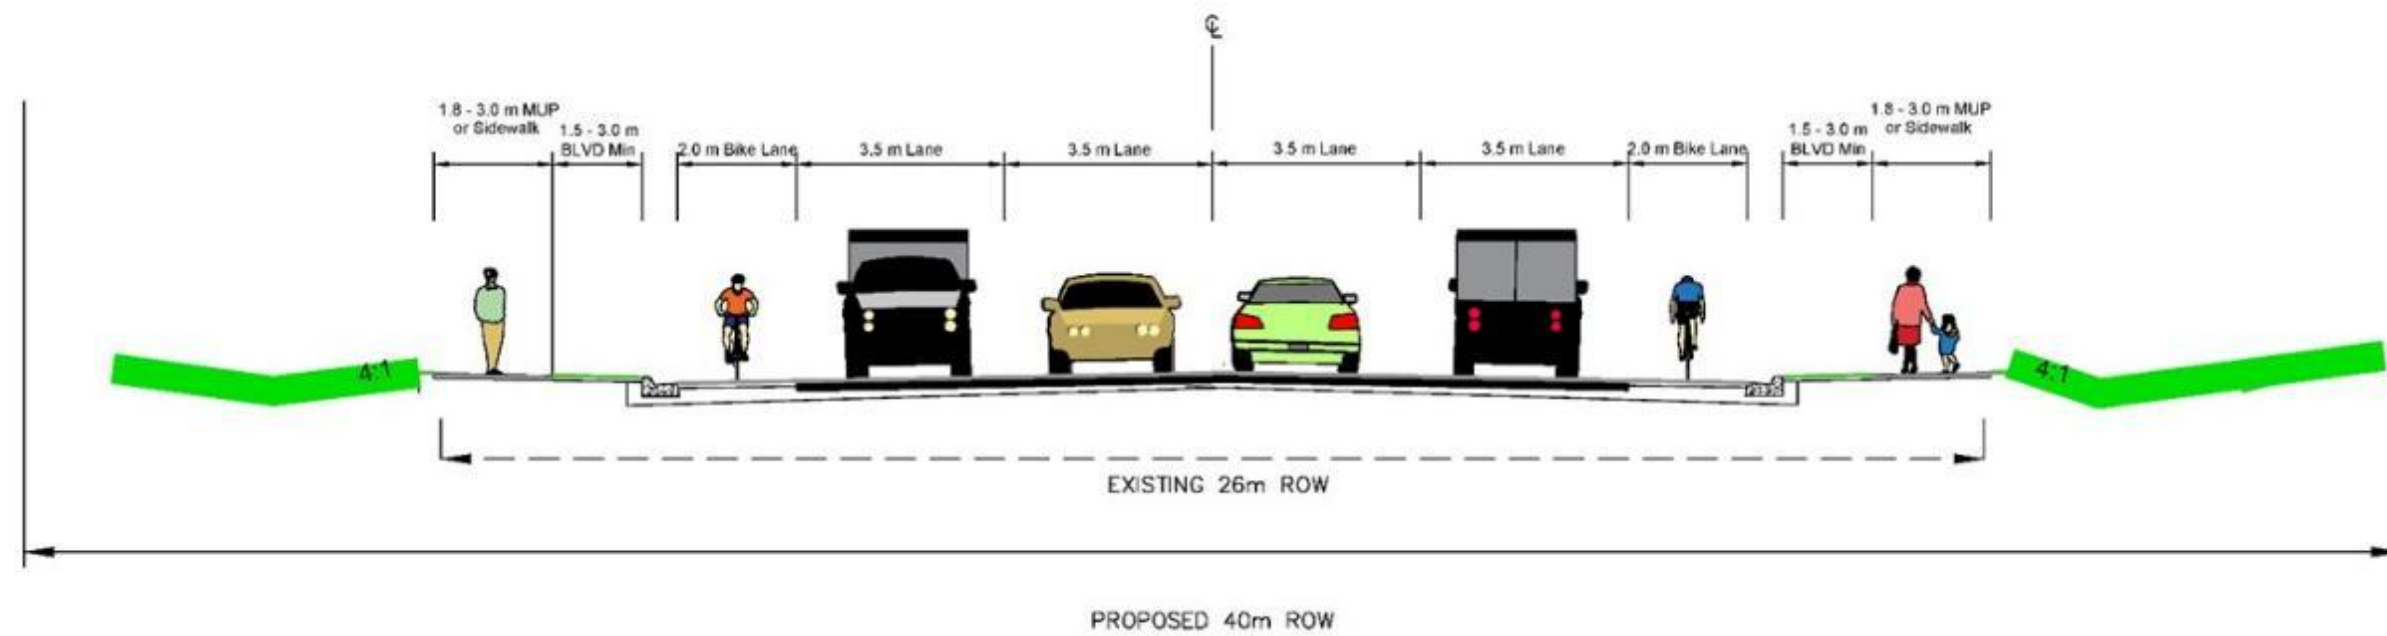 ℄
1.8 - 3.0 m MUP
or Sidewalk
1.5 - 3.0 m
BLVD Min
2.0 m Bike Lane
3.5 m Lane
3.5 m Lane
3.5 m Lane
3.5 m Lane
2.0 m Bike Lane
1.5 - 3.0 m
BLVD Min
1.8 - 3.0 m MUP
or Sidewalk
4:1
4:1
EXISTING 26m ROW
PROPOSED 40m ROW